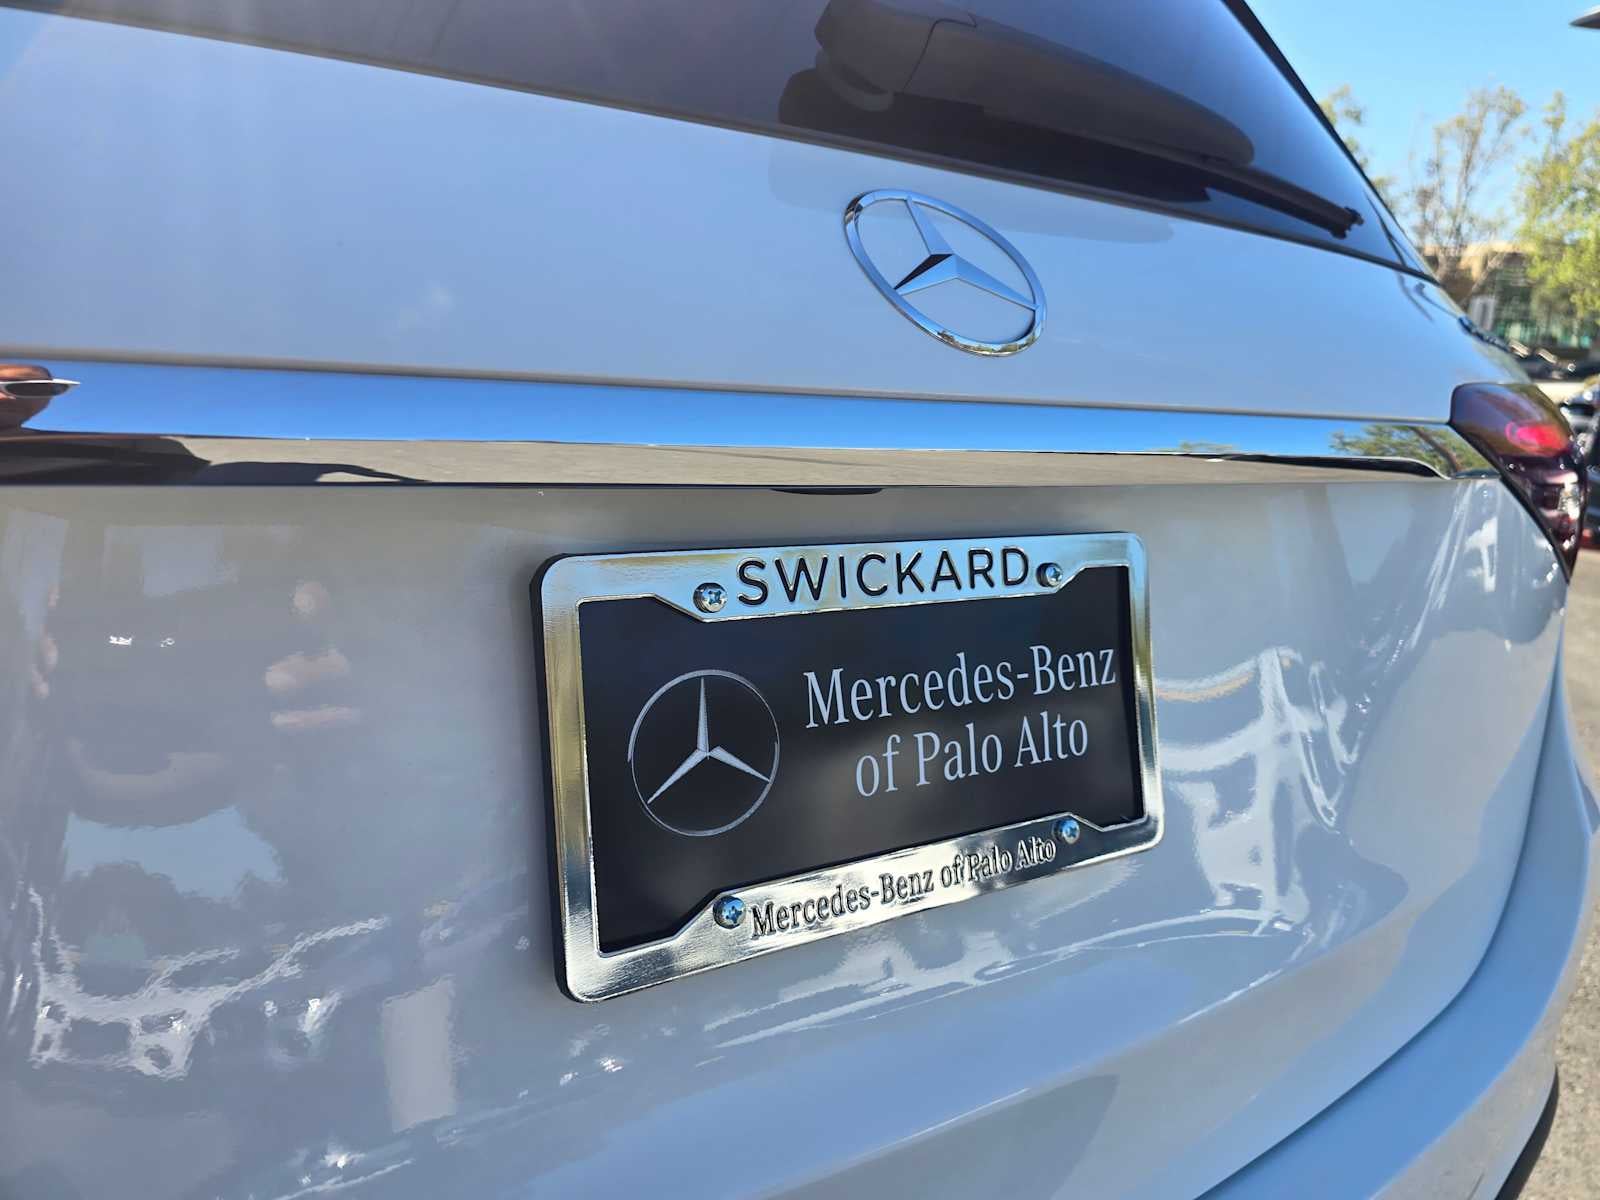 SWICKARD
Mercedes-Benz
of Palo Alto
Mercedes-Benz of Palo Alto